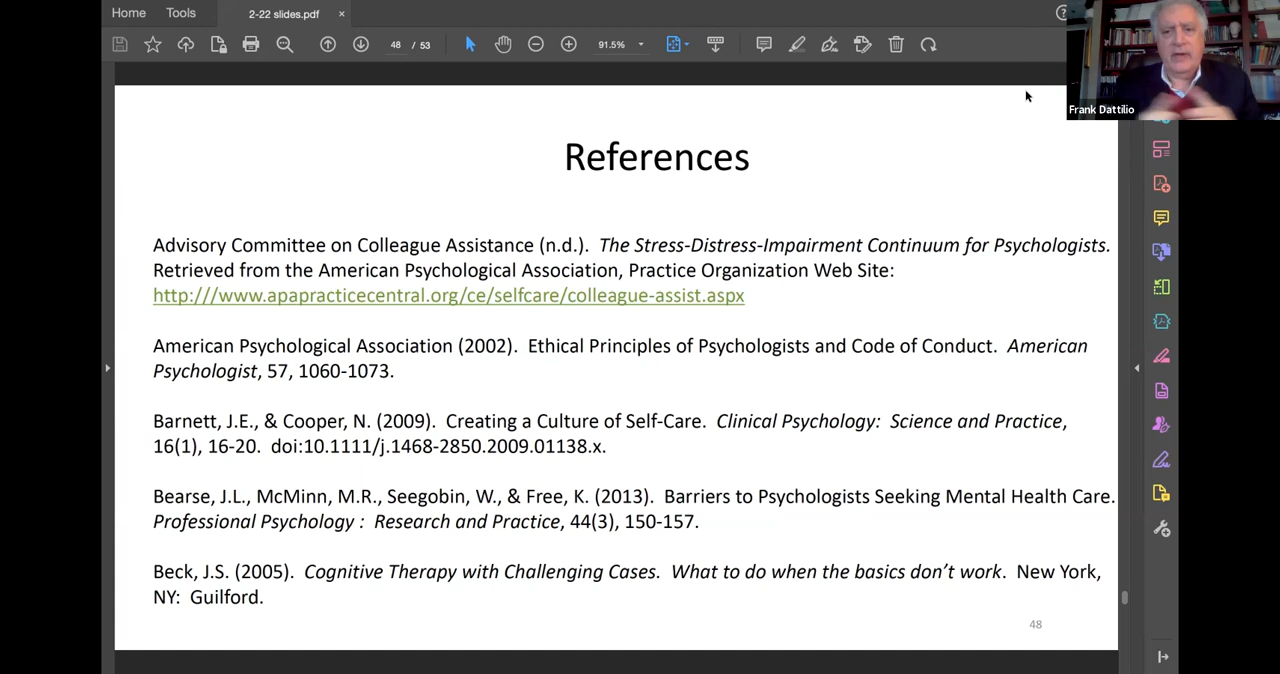 Home Tools 2-22 slides.pdf ×
48 / 53 91.5%
Frank Dattilio
References
Advisory Committee on Colleague Assistance (n.d.). The Stress-Distress-Impairment Continuum for Psychologists.
Retrieved from the American Psychological Association, Practice Organization Web Site:
http:///www.apapracticecentral.org/ce/selfcare/colleague-assist.aspx
American Psychological Association (2002). Ethical Principles of Psychologists and Code of Conduct. American
Psychologist, 57, 1060-1073.
Barnett, J.E., & Cooper, N. (2009). Creating a Culture of Self-Care. Clinical Psychology: Science and Practice,
16(1), 16-20. doi:10.1111/j.1468-2850.2009.01138.x.
Bearse, J.L., McMinn, M.R., Seegobin, W., & Free, K. (2013). Barriers to Psychologists Seeking Mental Health Care.
Professional Psychology : Research and Practice, 44(3), 150-157.
Beck, J.S. (2005). Cognitive Therapy with Challenging Cases. What to do when the basics don’t work. New York,
NY: Guilford.
48